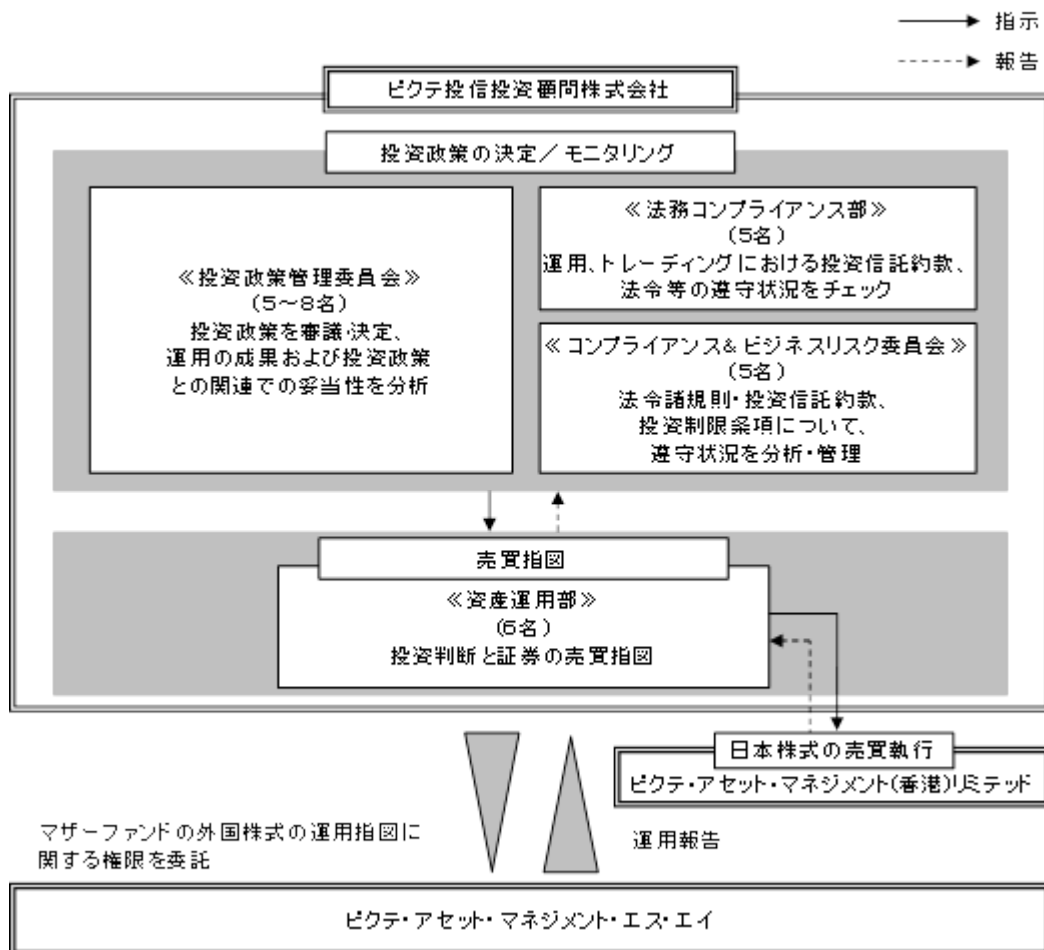 指示
報告
ピクテ投信投資顧問株式会社
投資政策の決定／モニタリング
≪投資政策管理委員会≫
(5～8名)
投資政策を審議・決定、
運用の成果および投資政策
との関連での妥当性を分析
≪法務コンプライアンス部≫
(5名)
運用、トレーディングにおける投資信託約款、
法令等の遵守状況をチェック
≪コンプライアンス&ビジネスリスク委員会≫
(5名)
法令諸規則・投資信託約款、
投資制限条項について、
遵守状況を分析・管理
売買指図
≪資産運用部≫
(6名)
投資判断と証券の売買指図
日本株式の売買執行
ピクテ・アセット・マネジメント(香港)リミテッド
マザーファンドの外国株式の運用指図に
関する権限を委託
運用報告
ピクテ・アセット・マネジメント・エス・エイ